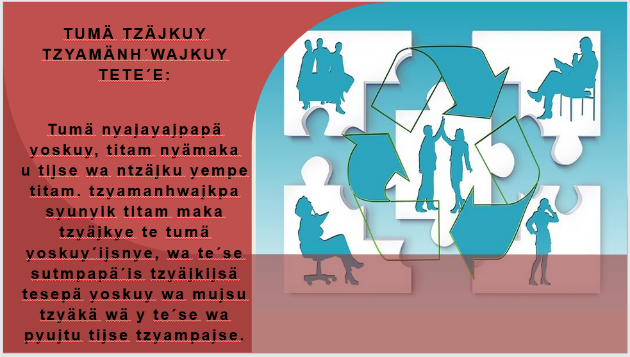 TUMÄ TZÄJKUY
TZYAMÄNH´WAJKUY
TETE´E:
Tumä nyajayajpapä
yoskuy, titam nyämaka
u tijse wa ntzäjku yempe
titam. tzyamanhwajkpa
syunyik titam maka
tzväjkye te tumä
yoskuy´ijsnye, wa te´se
sutmpapä´is tzyäjkijsä
tesepä yoskuy wa mujsu
tzyäkä wä y te´se wa
pyujtu tijse tzyampajse.